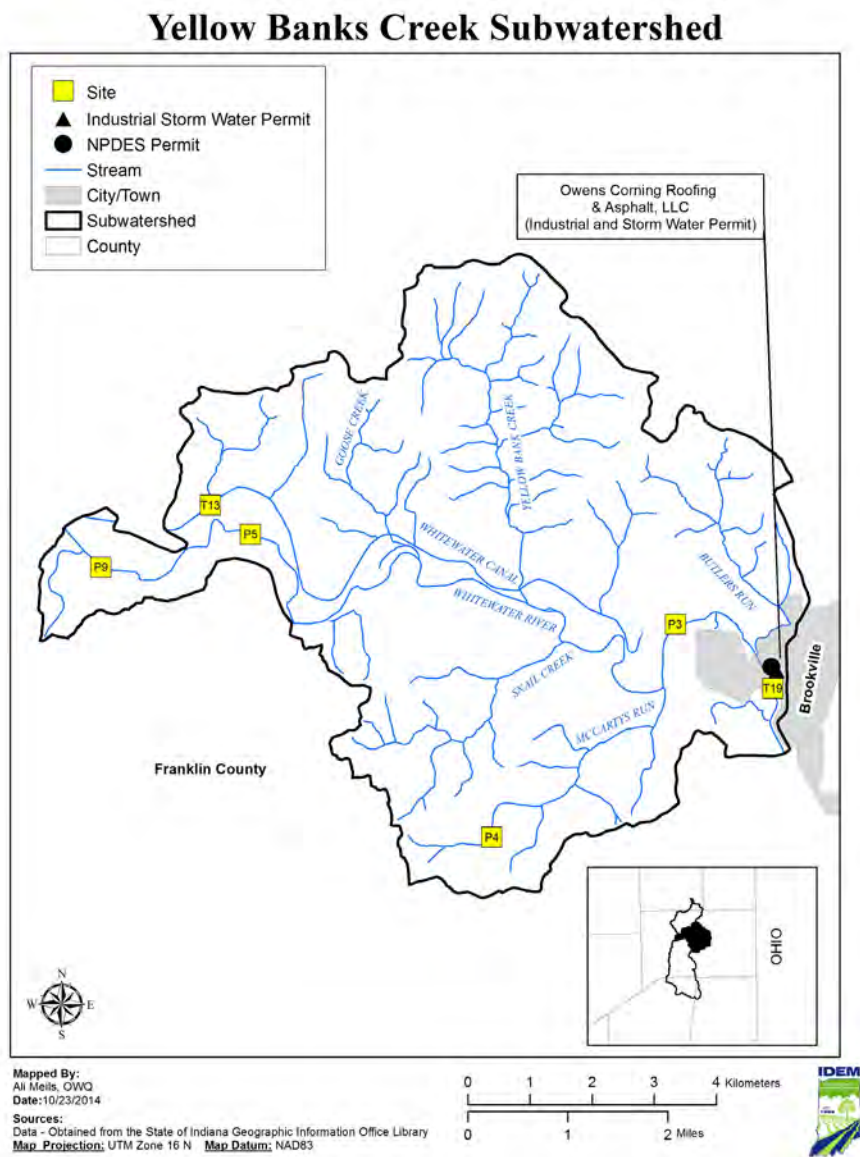 Yellow Banks Creek Subwatershed
Site
Industrial Storm Water Permit
NPDES Permit
Stream
City/Town
Subwatershed
County
Owens Corning Roofing
& Asphalt, LLC
(Industrial and Storm Water Permit)
GOOSE CREEK
YELLOW BANK CREEK
T13
P5
P9
WHITEWATER CANAL
WHITEWATER RIVER
BUTLERS RUN
P3
T19
Brookville
SNAIL CREEK
MCCARTYS RUN
Franklin County
P4
OHIO
N
W
E
S
Mapped By:
Ali Meils, OWQ
Date:10/23/2014
Sources:
Data - Obtained from the State of Indiana Geographic Information Office Library
Map Projection: UTM Zone 16 N Map Datum: NAD83
0 1 2 3 4 Kilometers
0 1 2 Miles
IDEM